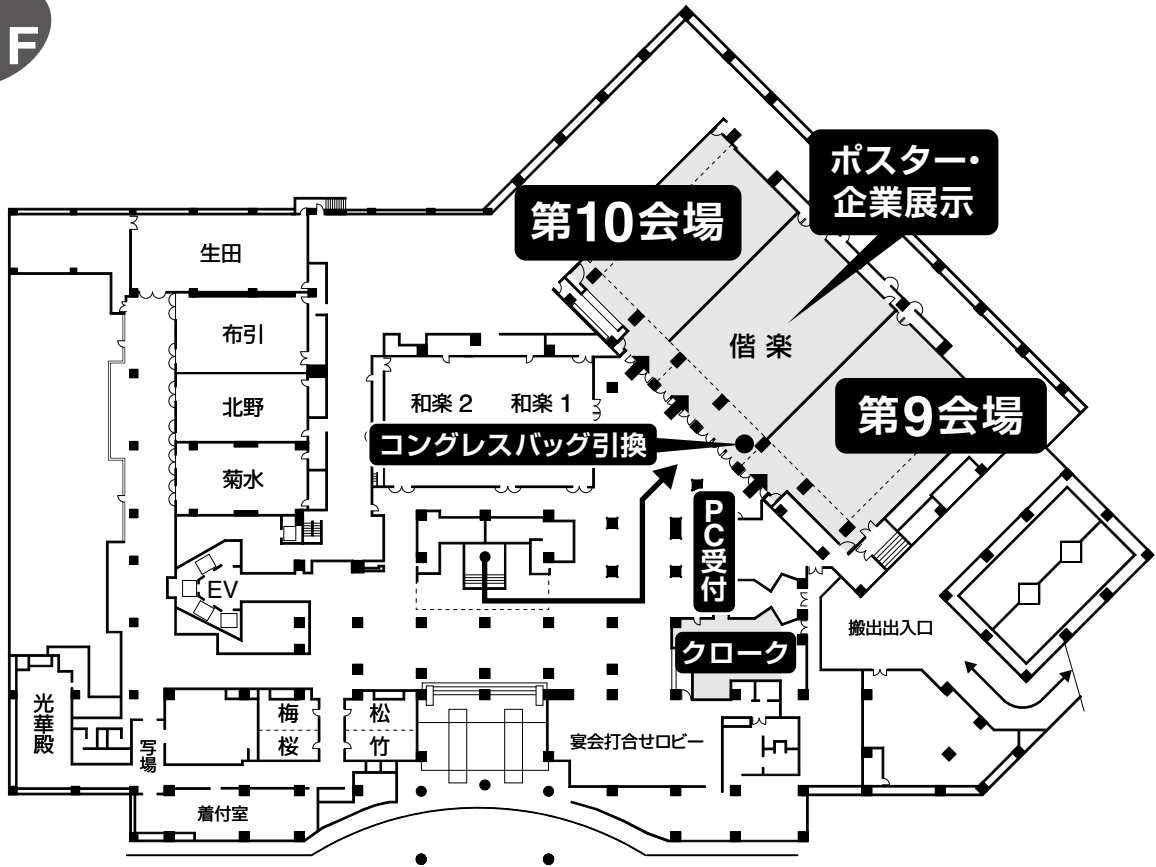 F
ポスター・
企業展示
第10会場
生田
布引
偕楽
北野
和楽 2
和楽 1
第9会場
コングレスバッグ引換
菊水
PC受付
EV
搬出出入口
クローク
光華殿
梅
松
桜
竹
写場
宴会打合せロビー
着付室